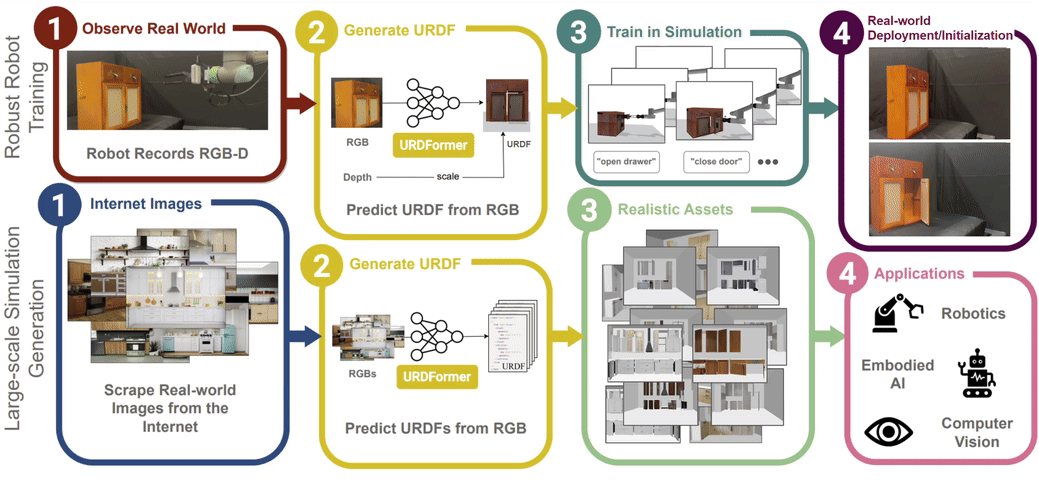 Robust Robot
Training
1
Observe Real World
Robot Records RGB-D
2
Generate URDF
RGB
URDFormer
URDF
Depth
scale
Predict URDF from RGB
3
Train in Simulation
"open drawer"
"close door"
4
Real-world
Deployment/Initialization
Large-scale Simulation
Generation
1
Internet Images
Scrape Real-world
Images from the
Internet
2
Generate URDF
RGBs
URDFormer
URDF
Predict URDFs from RGB
3
Realistic Assets
4
Applications
Robotics
Embodied
AI
Computer
Vision